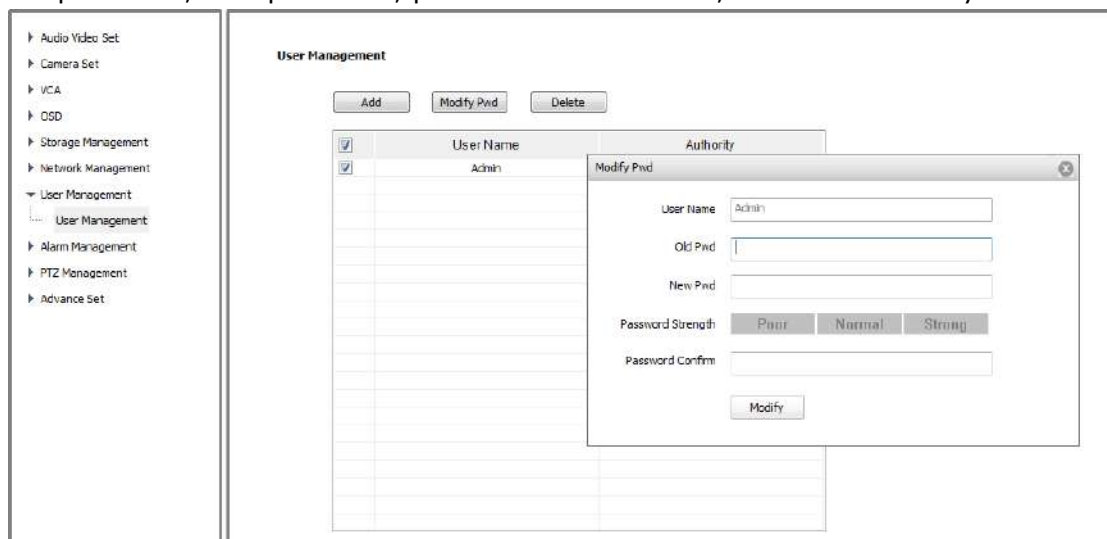 Audio Video Set
Camera Set
VCA
OSD
Storage Management
Network Management
User Management
User Management
Alarm Management
PTZ Management
Advance Set
User Management
Add Modify Pwd Delete
User Name Authority
Admin
Modify Pwd
User Name Admin
Old Pwd
New Pwd
Password Strength Poor Normal Strong
Password Confirm
Modify